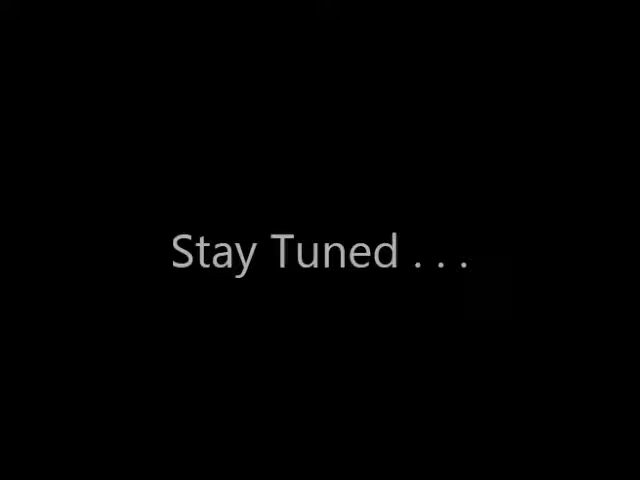 Stay Tuned . . .